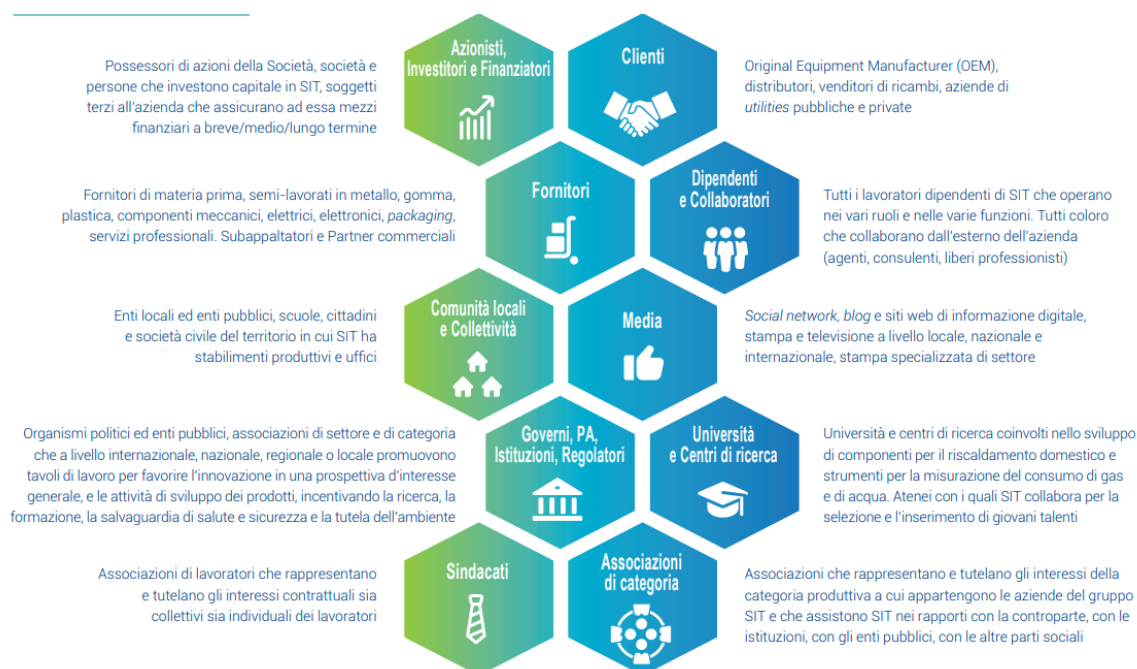 Azionisti,
Investitori e Finanziatori
Possessori di azioni della Società, società e
persone che investono capitale in SIT, soggetti
terzi all'azienda che assicurano ad essa mezzi
finanziari a breve/medio/lungo termine
Clienti
Original Equipment Manufacturer (OEM),
distributori, venditori di ricambi, aziende di
utilities pubbliche e private
Fornitori
Fornitori di materia prima, semi-lavorati in metallo, gomma,
plastica, componenti meccanici, elettrici, elettronici, packaging,
servizi professionali. Subappaltatori e Partner commerciali
Dipendenti
e Collaboratori
Tutti i lavoratori dipendenti di SIT che operano
nei vari ruoli e nelle varie funzioni. Tutti coloro
che collaborano dall'esterno dell'azienda
(agenti, consulenti, liberi professionisti)
Comunità locali
e Collettività
Enti locali ed enti pubblici, scuole, cittadini
e società civile del territorio in cui SIT ha
stabilimenti produttivi e uffici
Media
Social network, blog e siti web di informazione digitale,
stampa e televisione a livello locale, nazionale e
internazionale, stampa specializzata di settore
Governi, PA,
Istituzioni, Regolatori
Organismi politici ed enti pubblici, associazioni di settore e di categoria
che a livello internazionale, nazionale, regionale o locale promuovono
tavoli di lavoro per favorire l'innovazione in una prospettiva d'interesse
generale, e le attività di sviluppo dei prodotti, incentivando la ricerca, la
formazione, la salvaguardia di salute e sicurezza e la tutela dell'ambiente
Università
e Centri di ricerca
Università e centri di ricerca coinvolti nello sviluppo
di componenti per il riscaldamento domestico e
strumenti per la misurazione del consumo di gas
e di acqua. Atenei con i quali SIT collabora per la
selezione e l'inserimento di giovani talenti
Sindacati
Associazioni di lavoratori che rappresentano
e tutelano gli interessi contrattuali sia
collettivi sia individuali dei lavoratori
Associazioni
di categoria
Associazioni che rappresentano e tutelano gli interessi della
categoria produttiva a cui appartengono le aziende del gruppo
SIT e che assistono SIT nei rapporti con la controparte, con le
istituzioni, con gli enti pubblici, con le altre parti sociali